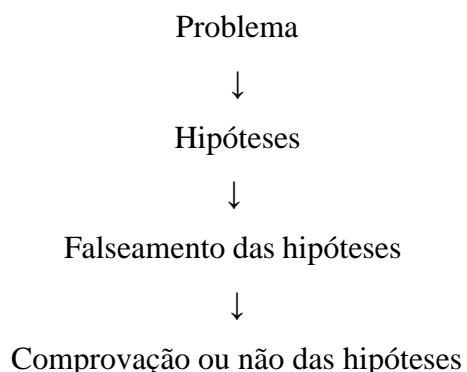 Problema
↓
Hipóteses
↓
Falseamento das hipóteses
↓
Comprovação ou não das hipóteses